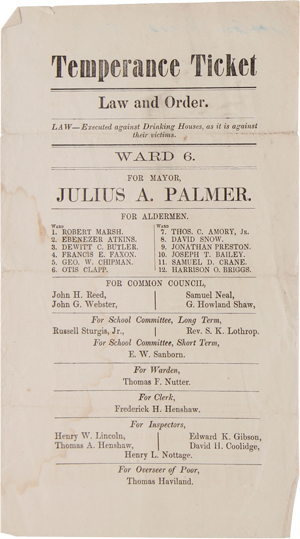 Temperance Ticket
Law and Order.
LAW—Executed against Drinking Houses, as it is against
their victims.
WARD 6.
FOR MAYOR,
JULIUS A. PALMER.
FOR ALDERMEN.
WARD
1. ROBERT MARSH.
2. EBENEZER ATKINS.
3. DEWITT C. BUTLER.
4. FRANCIS E. FAXON.
5. GEO. W. CHIPMAN.
6. OTIS CLAPP.
WARD
7. THOS. C. AMORY, Jr.
8. DAVID SNOW.
9. JONATHAN PRESTON.
10. JOSEPH T. BAILEY.
11. SAMUEL D. CRANE.
12. HARRISON O. BRIGGS.
FOR COMMON COUNCIL,
John H. Reed,
John G. Webster,
Samuel Neal,
G. Howland Shaw,
For School Committee, Long Term,
Russell Sturgis, Jr.,
Rev. S. K. Lothrop.
For School Committee, Short Term,
E. W. Sanborn.
For Warden,
Thomas F. Nutter.
For Clerk,
Frederick H. Henshaw.
For Inspectors,
Henry W. Lincoln,
Thomas A. Henshaw,
Edward K. Gibson,
David H. Coolidge,
Henry L. Nottage.
For Overseer of Poor,
Thomas Haviland.